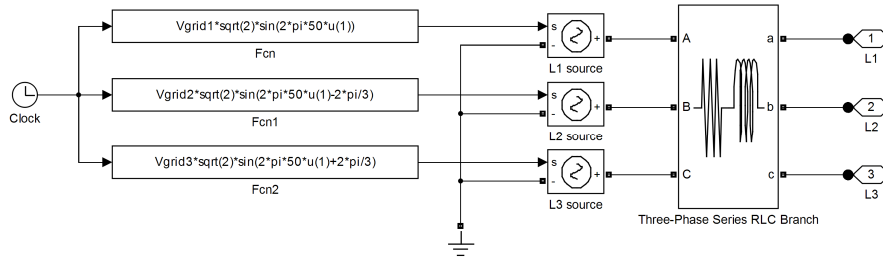 Vgrid1*sqrt(2)*sin(2*pi*50*u(1))
Fcn
s
-
+
L1 source
A
a
1
L1
Clock
Vgrid2*sqrt(2)*sin(2*pi*50*u(1)-2*pi/3)
Fcn1
s
-
+
L2 source
B
b
2
L2
Vgrid3*sqrt(2)*sin(2*pi*50*u(1)+2*pi/3)
Fcn2
s
-
+
L3 source
C
c
3
L3
Three-Phase Series RLC Branch